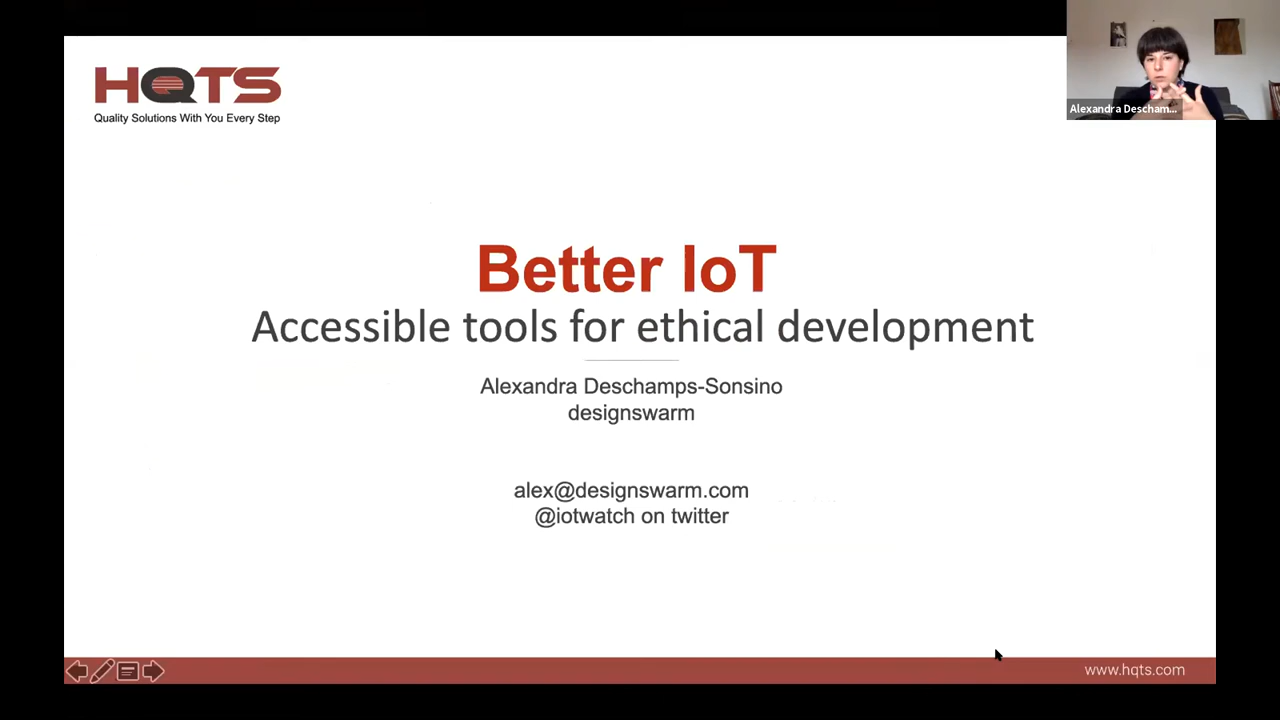 HQTS
Quality Solutions With You Every Step
Alexandra Descham...
Better IoT
Accessible tools for ethical development
Alexandra Deschamps-Sonsino
designswarm
alex@designswarm.com
@iotwatch on twitter
www.hqts.com